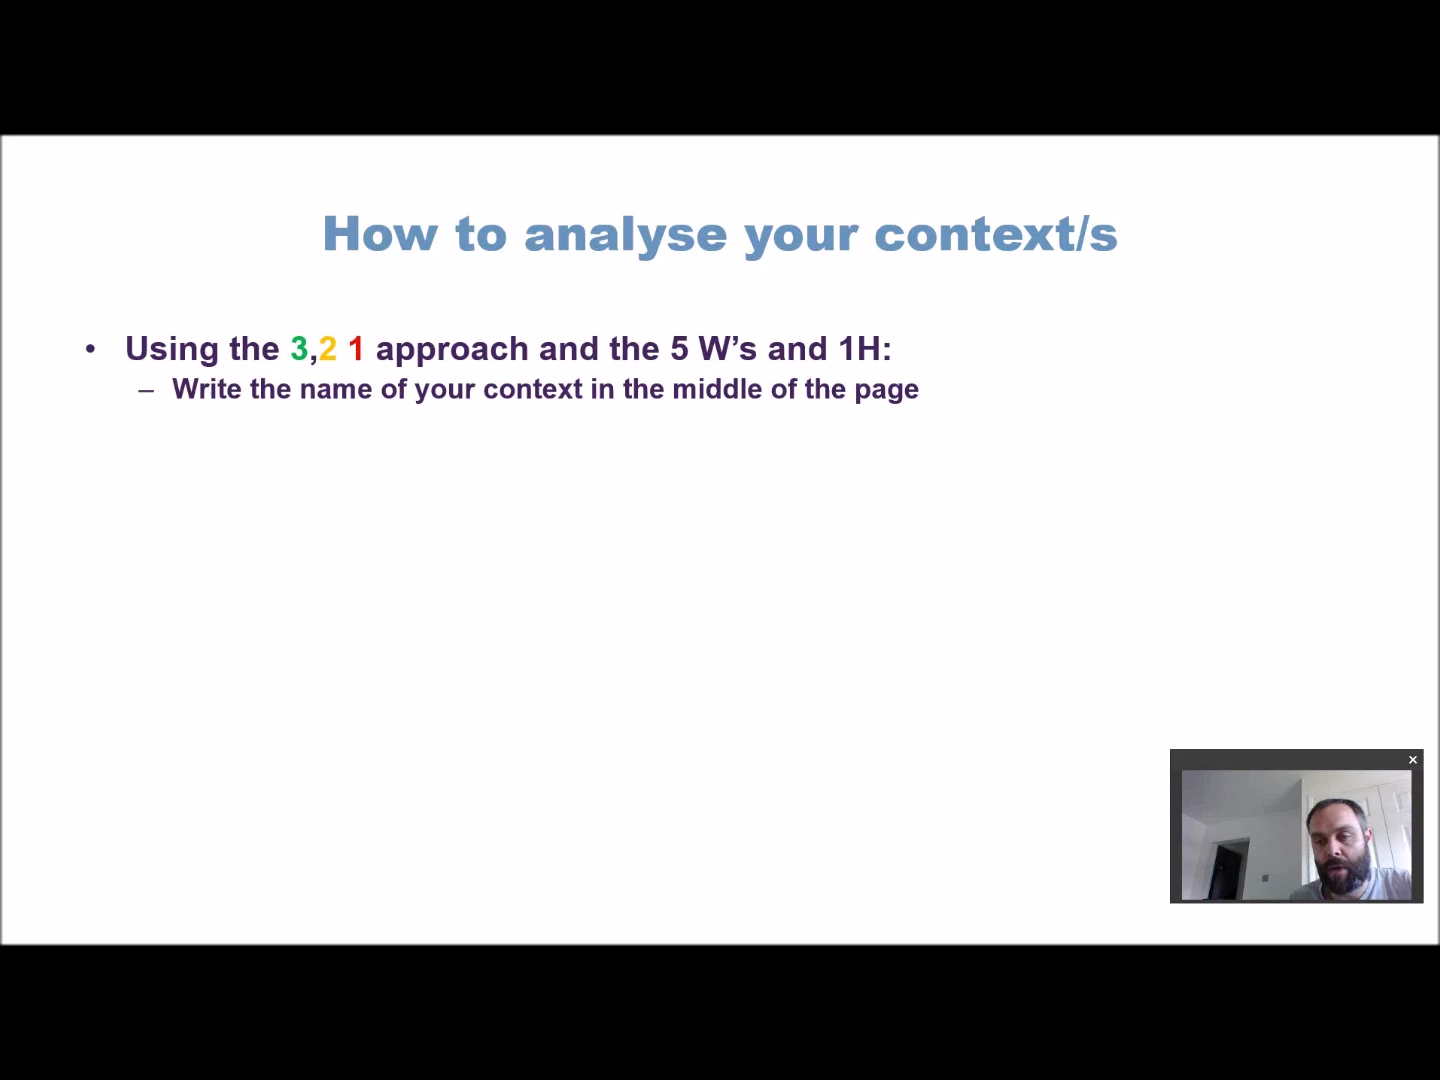 How to analyse your context/s
• Using the 3,2 1 approach and the 5 W’s and 1H:
– Write the name of your context in the middle of the page